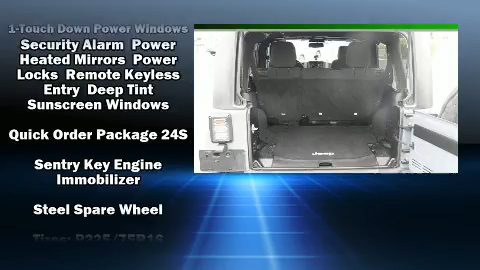 1-Touch Down Power Windows
Security Alarm  Power
Heated Mirrors  Power
Locks  Remote Keyless
Entry  Deep Tint
Sunscreen Windows
Quick Order Package 24S
Sentry Key Engine
Immobilizer
Steel Spare Wheel